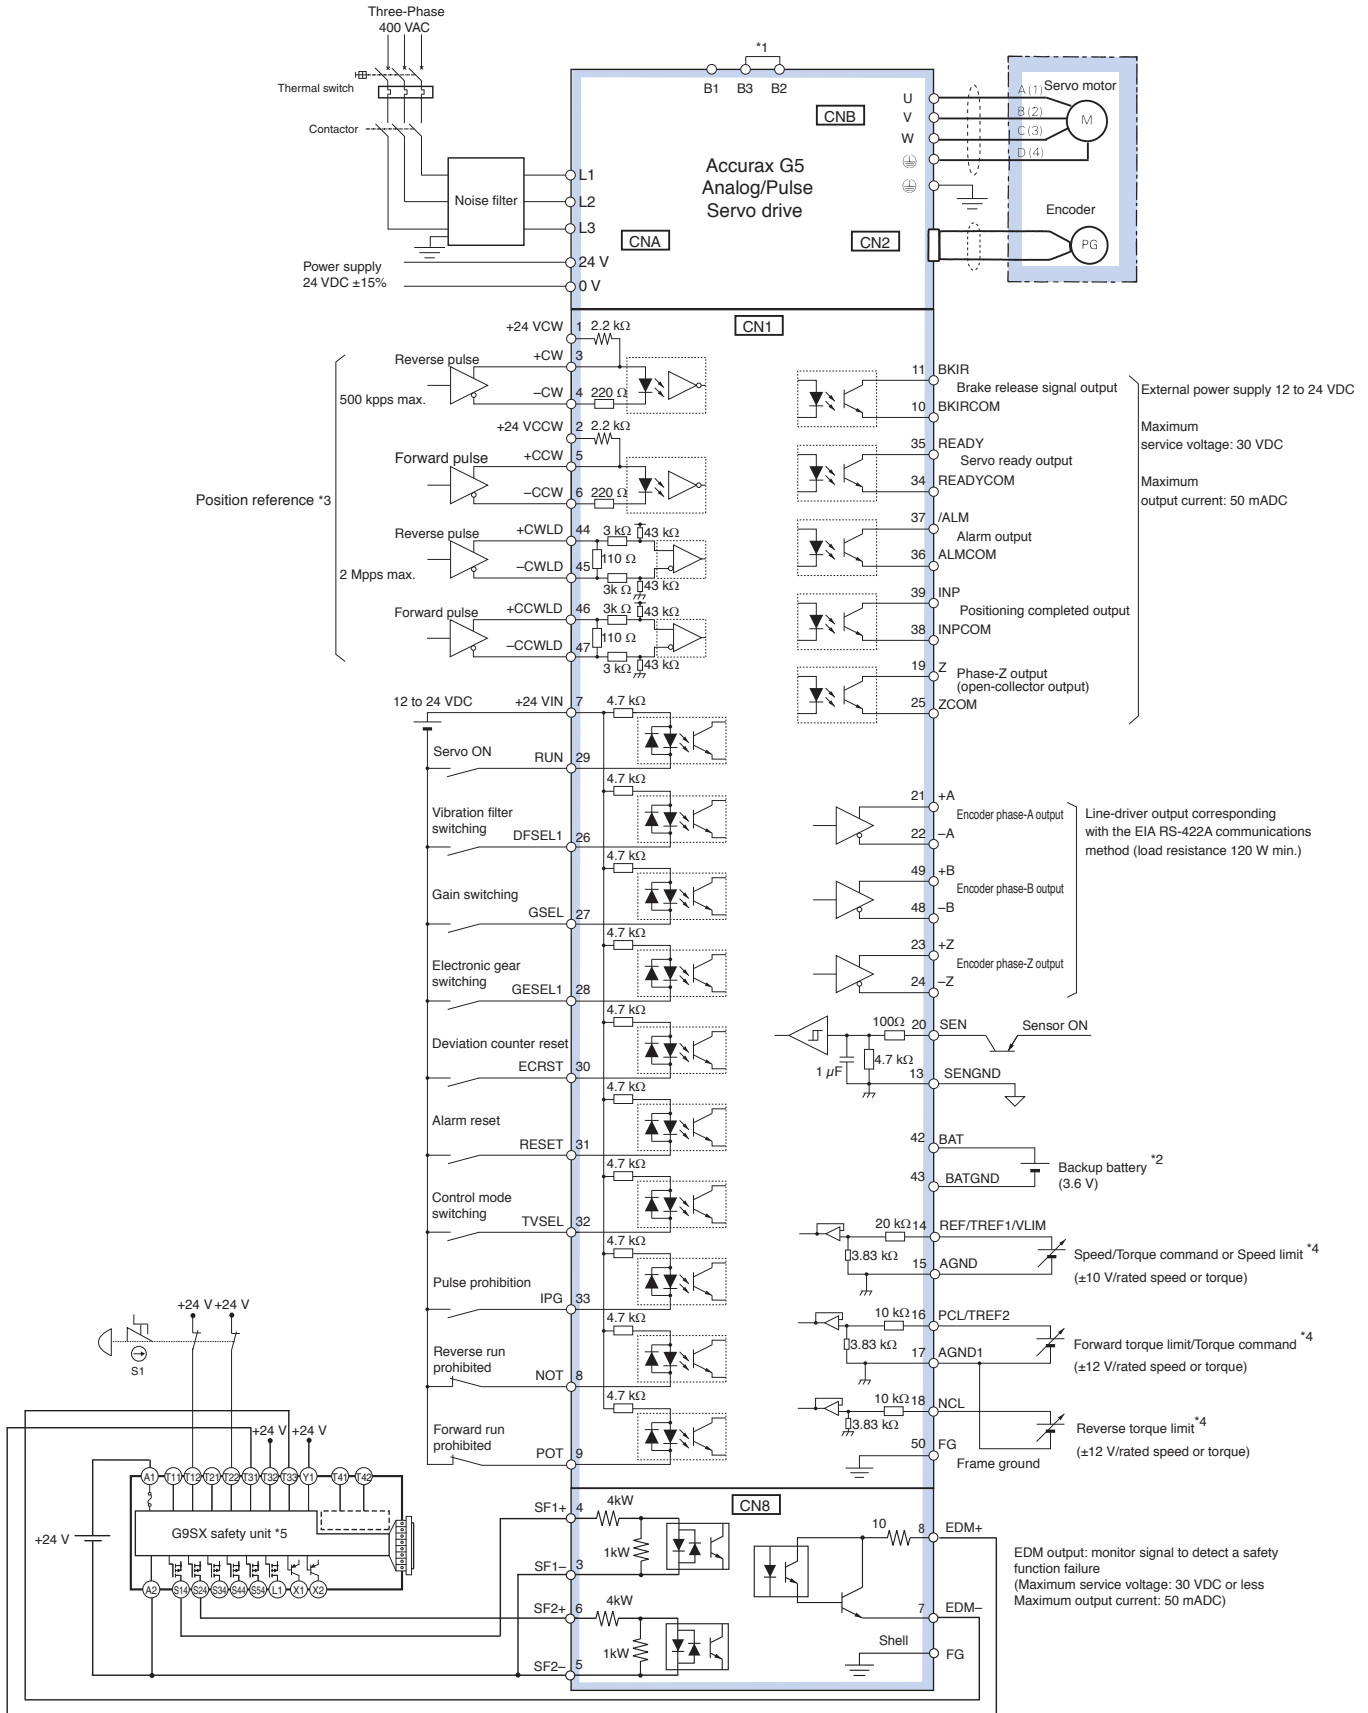 Three-Phase
400 VAC
Thermal switch
Contactor
Noise filter
L1
L2
L3
Power supply
24 VDC ±15%
24 V
0 V
*1
B1 B3 B2
CNB
Accurax G5
Analog/Pulse
Servo drive
CNA
CN2
U
V
W
A (1)
B (2)
C (3)
D (4)
Servo motor
M
Encoder
PG
CN1
+24 VCW 1 2.2 kΩ
Reverse pulse
+CW 3
500 kpps max.
–CW 4 220 Ω
+24 VCCW 2 2.2 kΩ
Forward pulse
+CCW 5
–CCW 6 220 Ω
Position reference *3
Reverse pulse
+CWLD 44 3 kΩ 43 kΩ
110 Ω
2 Mpps max.
–CWLD 45
3k Ω 43 kΩ
Forward pulse
+CCWLD 46 3k Ω 43 kΩ
110 Ω
–CCWLD 47
3 kΩ 43 kΩ
12 to 24 VDC
+24 VIN 7 4.7 kΩ
Servo ON
RUN 29
4.7 kΩ
Vibration filter
switching
DFSEL1 26
4.7 kΩ
Gain switching
GSEL 27
4.7 kΩ
Electronic gear
switching
GESEL1 28
4.7 kΩ
Deviation counter reset
ECRST 30
4.7 kΩ
Alarm reset
RESET 31
4.7 kΩ
Control mode
switching
TVSEL 32
4.7 kΩ
Pulse prohibition
IPG 33
4.7 kΩ
Reverse run
prohibited
NOT 8
4.7 kΩ
Forward run
prohibited
POT 9
11 BKIR
Brake release signal output
10 BKIRCOM
35 READY
Servo ready output
34 READYCOM
37 /ALM
Alarm output
36 ALMCOM
39 INP
Positioning completed output
38 INPCOM
19 Z
Phase-Z output
(open-collector output)
25 ZCOM
External power supply 12 to 24 VDC
Maximum
service voltage: 30 VDC
Maximum
output current: 50 mADC
21 +A
Encoder phase-A output
22 –A
49 +B
Encoder phase-B output
48 –B
23 +Z
Encoder phase-Z output
24 –Z
Line-driver output corresponding
with the EIA RS-422A communications
method (load resistance 120 W min.)
100Ω 20 SEN
Sensor ON
4.7 kΩ
1 µF
13 SENGND
42 BAT
43 BATGND
Backup battery *2
(3.6 V)
20 kΩ 14 REF/TREF1/VLIM
3.83 kΩ
15 AGND
Speed/Torque command or Speed limit *4
(±10 V/rated speed or torque)
10 kΩ 16 PCL/TREF2
3.83 kΩ
17 AGND1
Forward torque limit/Torque command *4
(±12 V/rated speed or torque)
10 kΩ 18 NCL
3.83 kΩ
Reverse torque limit*4
(±12 V/rated speed or torque)
50 FG
Frame ground
+24 V +24 V
S1
+24 V +24 V
A1 T11 T12 T21 T22 T31 T32 T33 Y1 T41 T42
G9SX safety unit *5
+24 V
A2 S14 S24 S34 S44 S54 L1 X1 X2
CN8
SF1+ 4 4kW
1kW
SF1– 3
SF2+ 6 4kW
1kW
SF2– 5
10 8 EDM+
7 EDM–
Shell
FG
EDM output: monitor signal to detect a safety
function failure
(Maximum service voltage: 30 VDC or less
Maximum output current: 50 mADC)